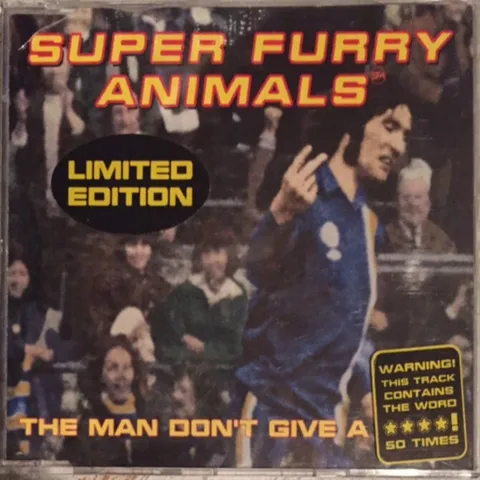 SUPER FURRY
ANIMALS
LIMITED
EDITION
THE MAN DON'T GIVE A
WARNING!
THIS TRACK
CONTAINS
THE WORD
★★★★!
50 TIMES